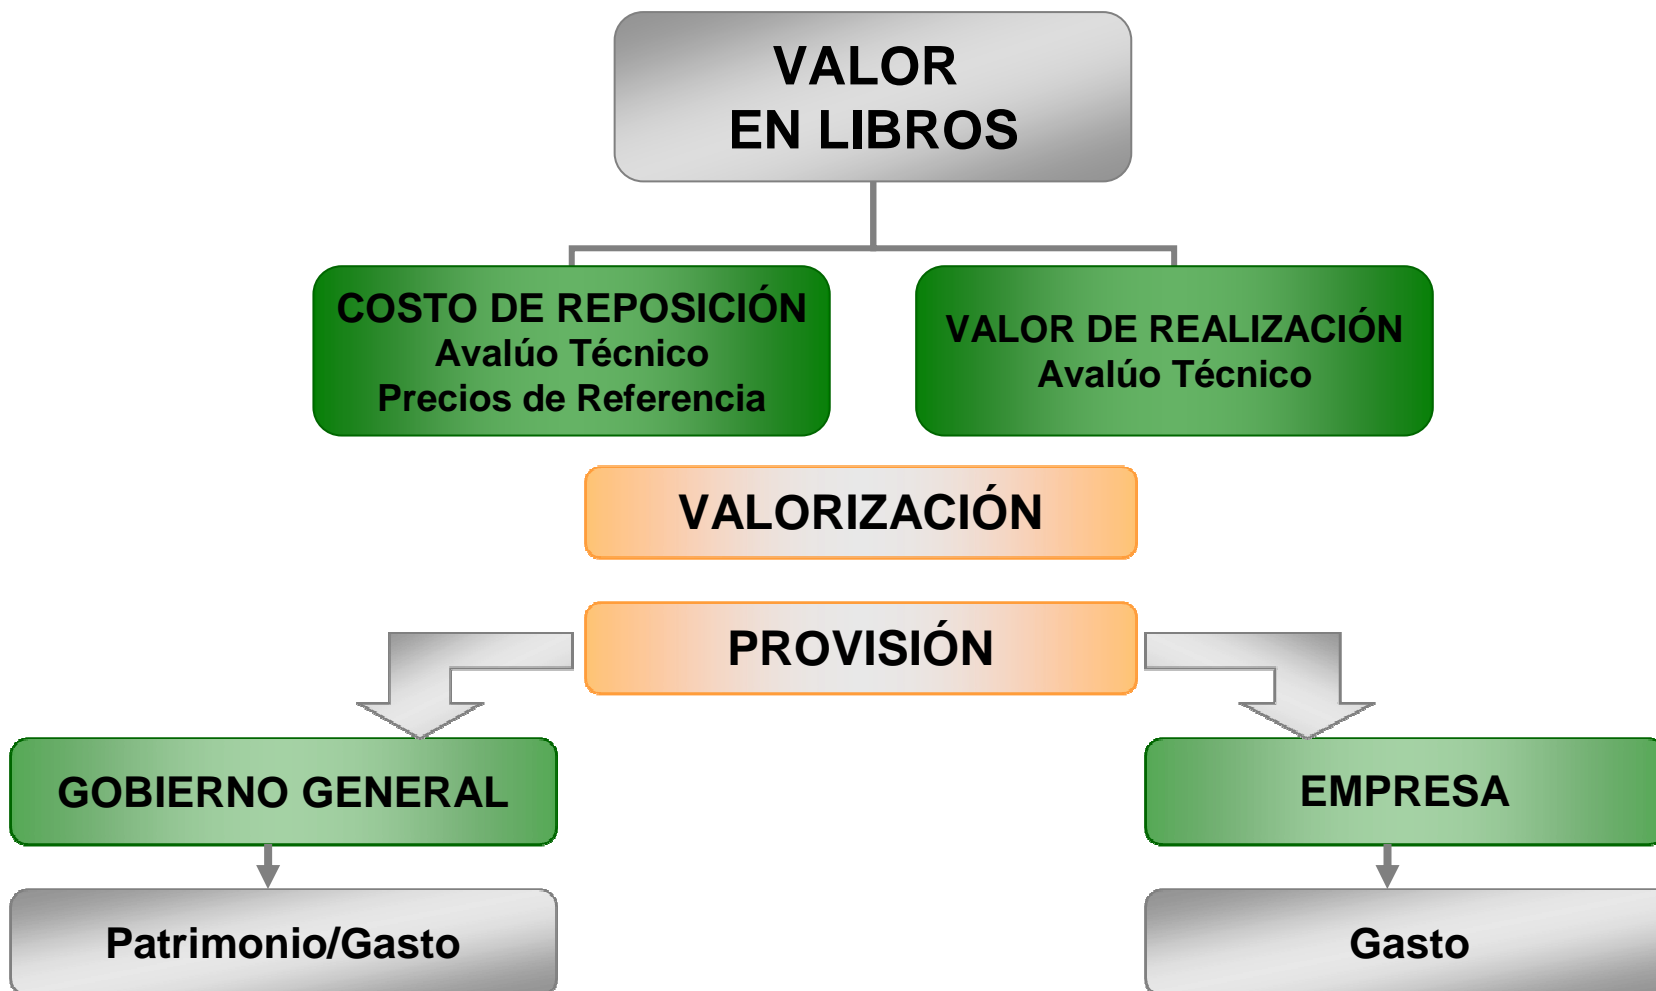 VALOR
EN LIBROS
COSTO DE REPOSICIÓN
Avalúo Técnico
Precios de Referencia
VALOR DE REALIZACIÓN
Avalúo Técnico
VALORIZACIÓN
PROVISIÓN
GOBIERNO GENERAL
EMPRESA
Patrimonio/Gasto
Gasto